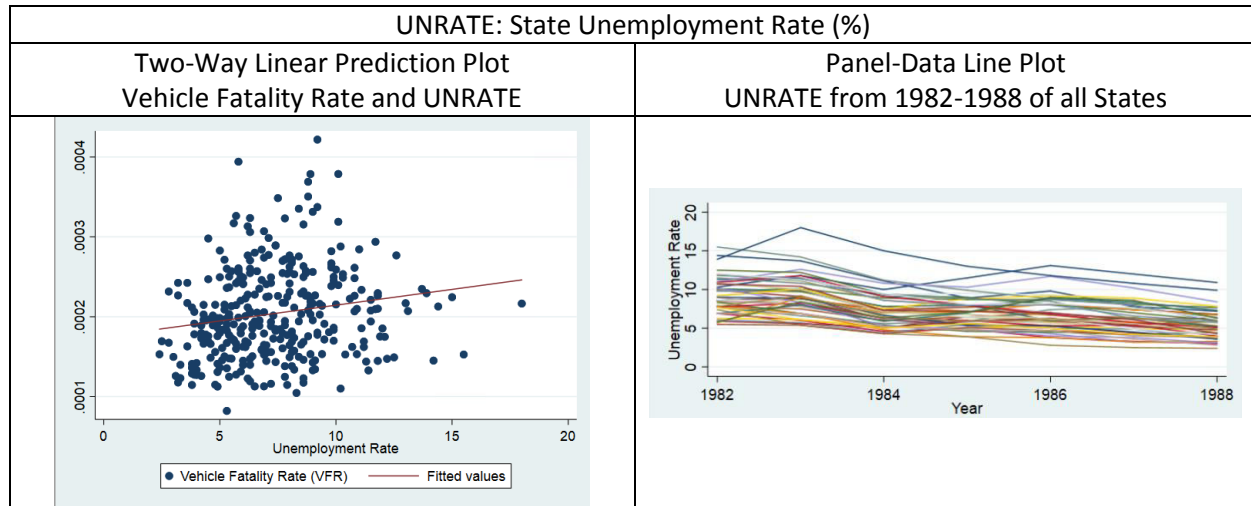 UNRATE: State Unemployment Rate (%)
Two-Way Linear Prediction Plot
Vehicle Fatality Rate and UNRATE
Panel-Data Line Plot
UNRATE from 1982-1988 of all States
.0004
.0003
.0002
.0001
0 5 10 15 20
Unemployment Rate
Vehicle Fatality Rate (VFR) Fitted values
Unemployment Rate
20
15
10
5
0
1982 1984 1986 1988
Year